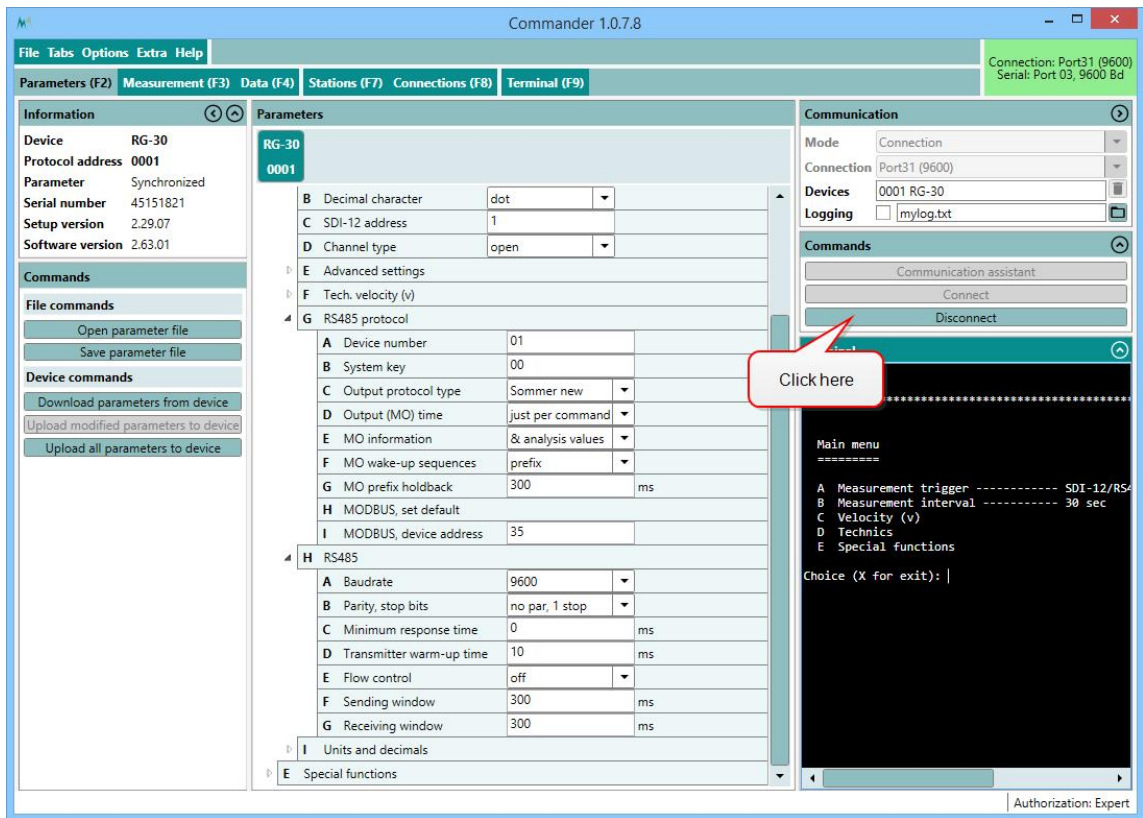 Commander 1.0.7.8
File Tabs Options Extra Help
Connection: Port31 (9600)
Serial: Port 03, 9600 Bd
Parameters (F2) Measurement (F3) Data (F4) Stations (F7) Connections (F8) Terminal (F9)
Information
Device RG-30
Protocol address 0001
Parameter Synchronized
Serial number 45151821
Setup version 2.29.07
Software version 2.63.01
Commands
File commands
Open parameter file
Save parameter file
Device commands
Download parameters from device
Upload modified parameters to device
Upload all parameters to device
Parameters
RG-30
0001
B Decimal character dot
C SDI-12 address 1
D Channel type open
E Advanced settings
F Tech. velocity (v)
G RS485 protocol
A Device number 01
B System key 00
C Output protocol type Sommer new
D Output (MO) time just per command
E MO information & analysis values
F MO wake-up sequences prefix
G MO prefix holdback 300 ms
H MODBUS, set default
I MODBUS, device address 35
H RS485
A Baudrate 9600
B Parity, stop bits no par, 1 stop
C Minimum response time 0 ms
D Transmitter warm-up time 10 ms
E Flow control off
F Sending window 300 ms
G Receiving window 300 ms
I Units and decimals
E Special functions
Communication
Mode Connection
Connection Port31 (9600)
Devices 0001 RG-30
Logging mylog.txt
Commands
Communication assistant
Connect
Disconnect
Click here
Main menu
=========
A Measurement trigger ------------ SDI-12/RS4
B Measurement interval ----------- 30 sec
C Velocity (v)
D Technics
E Special functions
Choice (X for exit): |
Authorization: Expert